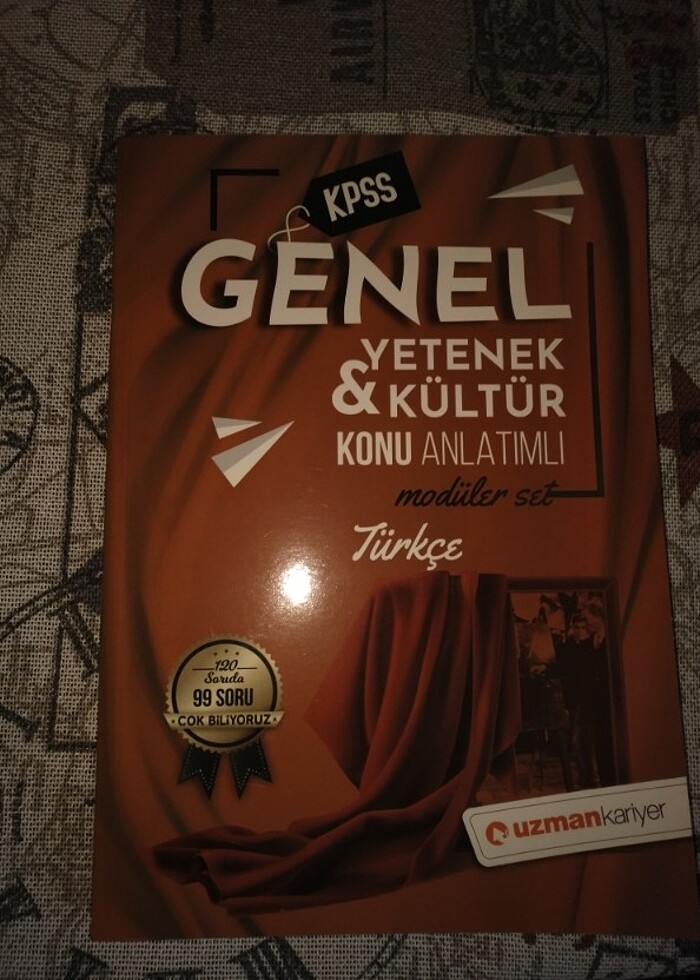 KPSS
GENEL
YETENEK
& KÜLTÜR
KONU ANLATIMLI
modüler set
Türkçe
120
Soruda
99 SORU
ÇOK BİLİYORUZ
uzmankariyer